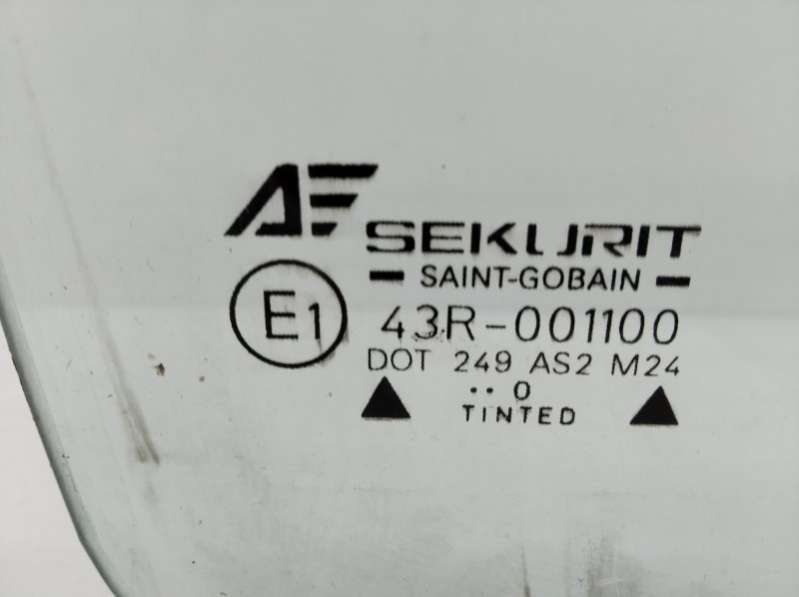 AF
SEKURIT
SAINT-GOBAIN
E1
43R-001100
DOT 249 AS2 M24
.. 0
TINTED